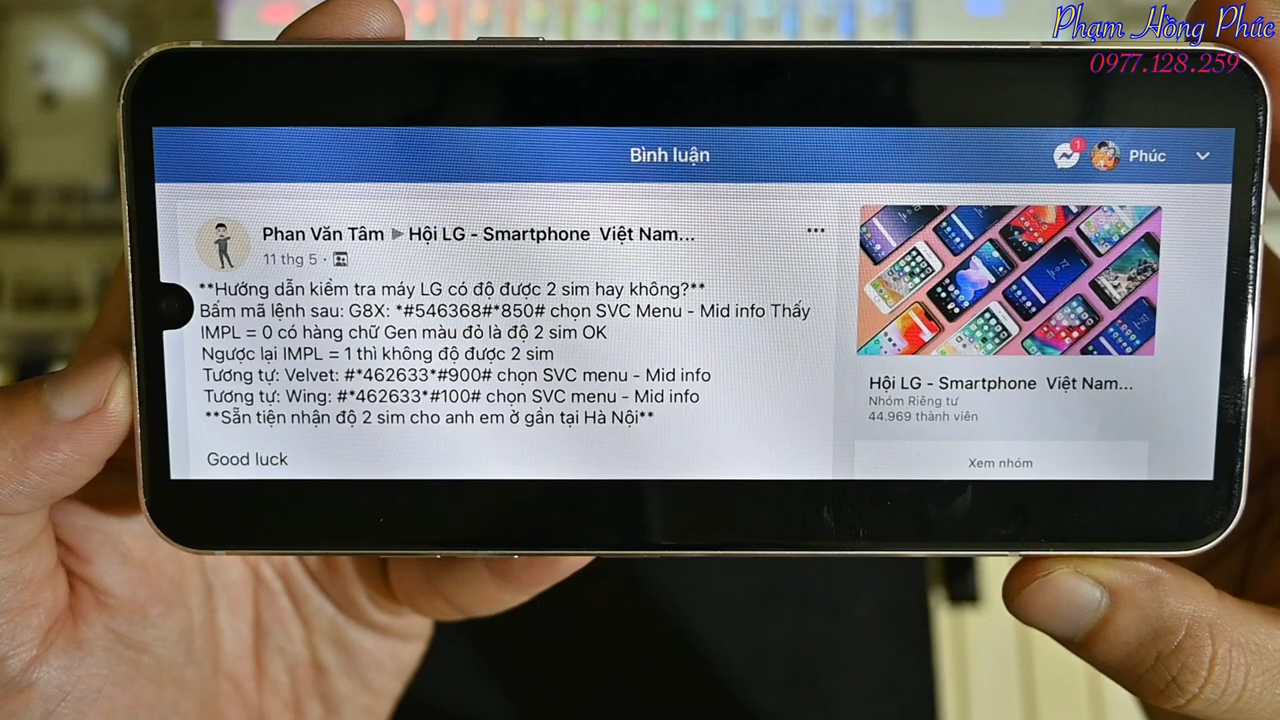 Phạm Hồng Phúc
0977.128.259
Bình luận
1
Phúc
Phan Văn Tâm ▶ Hội LG - Smartphone Việt Nam...
11 thg 5 ·
**Hướng dẫn kiểm tra máy LG có độ được 2 sim hay không?**
Bấm mã lệnh sau: G8X: *#546368#*850# chọn SVC Menu - Mid info Thấy
IMPL = 0 có hàng chữ Gen màu đỏ là độ 2 sim OK
Ngược lại IMPL = 1 thì không độ được 2 sim
Tương tự: Velvet: #*462633*#900# chọn SVC menu - Mid info
Tương tự: Wing: #*462633*#100# chọn SVC menu - Mid info
**Sẵn tiện nhận độ 2 sim cho anh em ở gần tại Hà Nội**
Good luck
Hội LG - Smartphone Việt Nam...
Nhóm Riêng tư
44.969 thành viên
Xem nhóm